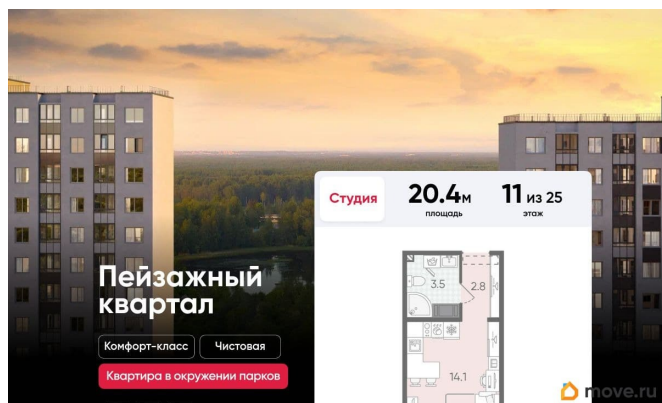 Студия
20.4м
площадь
11 из 25
этаж
3.5
2.8
Пейзажный
квартал
Комфорт-класс
Чистовая
14.1
Квартира в окружении парков
move.ru